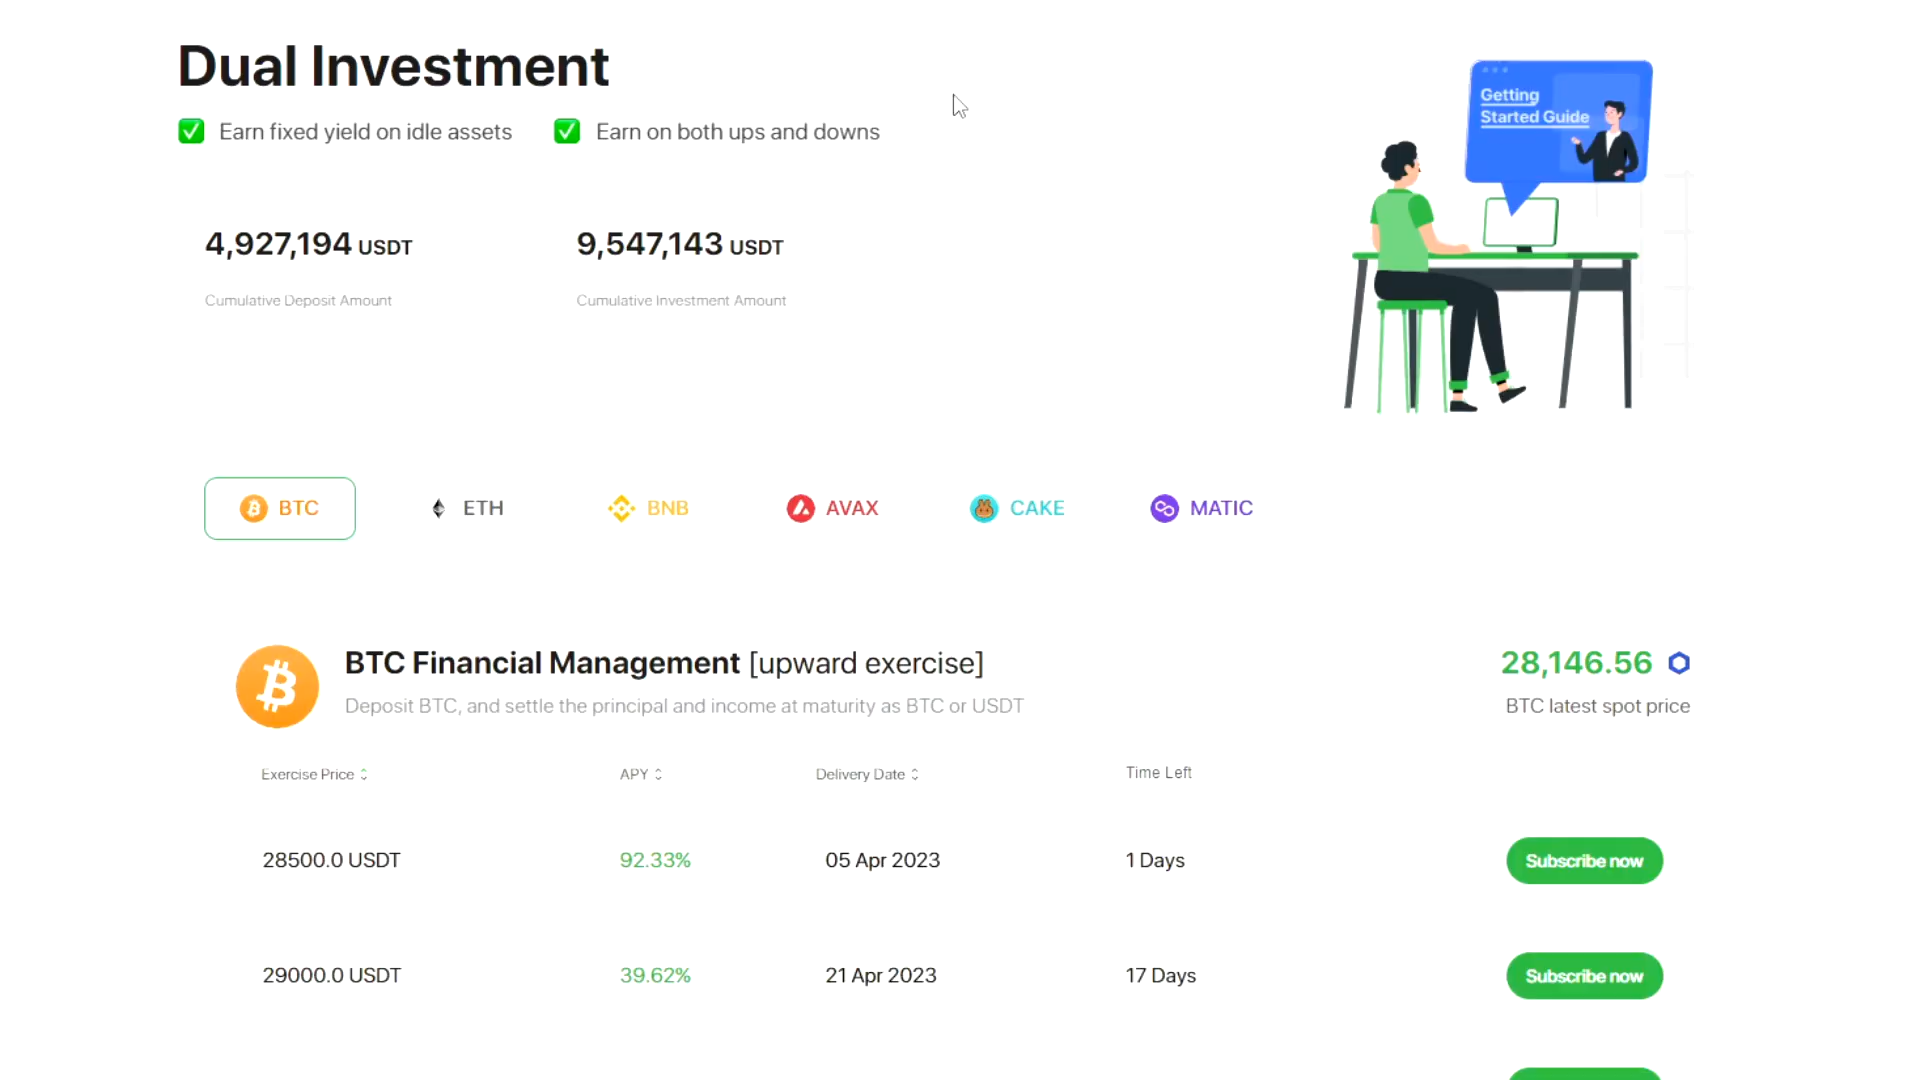 Dual Investment
Earn fixed yield on idle assets
Earn on both ups and downs
Getting
Started Guide
4,927,194 USDT
9,547,143 USDT
Cumulative Deposit Amount
Cumulative Investment Amount
BTC
ETH
BNB
AVAX
CAKE
MATIC
BTC Financial Management [upward exercise]
28,146.56
Deposit BTC, and settle the principal and income at maturity as BTC or USDT
BTC latest spot price
Exercise Price
APY
Delivery Date
Time Left
28500.0 USDT
92.33%
05 Apr 2023
1 Days
Subscribe now
29000.0 USDT
39.62%
21 Apr 2023
17 Days
Subscribe now